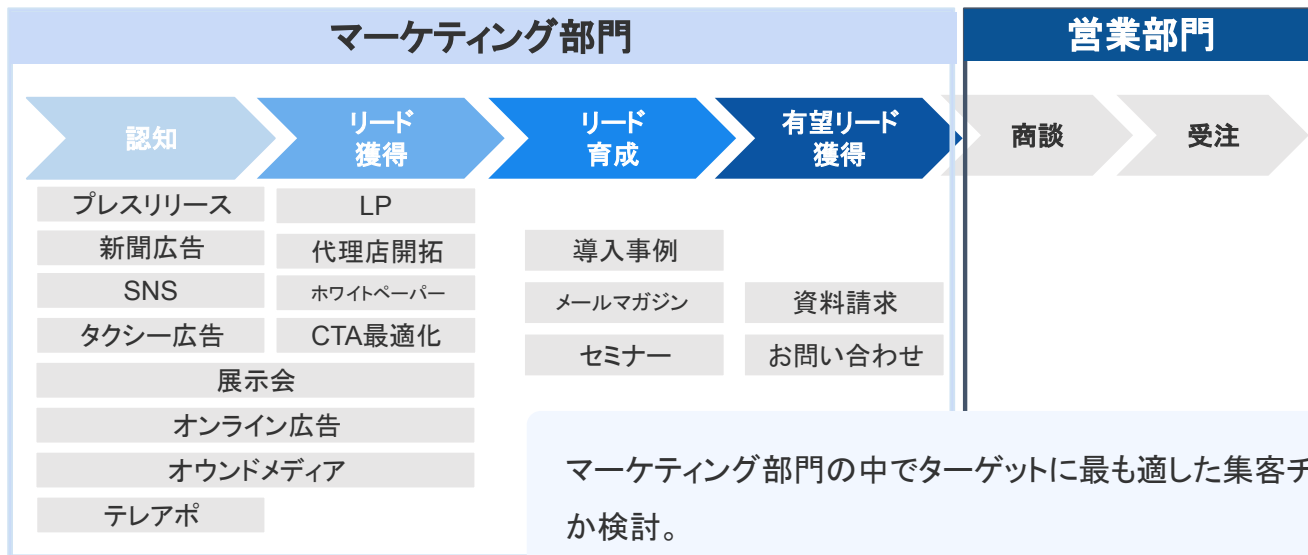 マーケティング部門
営業部門
認知
リード
獲得
リード
育成
有望リード
獲得
商談
受注
プレスリリース
LP
新聞広告
代理店開拓
導入事例
SNS
ホワイトペーパー
メールマガジン
資料請求
タクシー広告
CTA最適化
セミナー
お問い合わせ
展示会
オンライン広告
オウンドメディア
テレアポ
マーケティング部門の中でターゲットに最も適した集客チ
か検討。